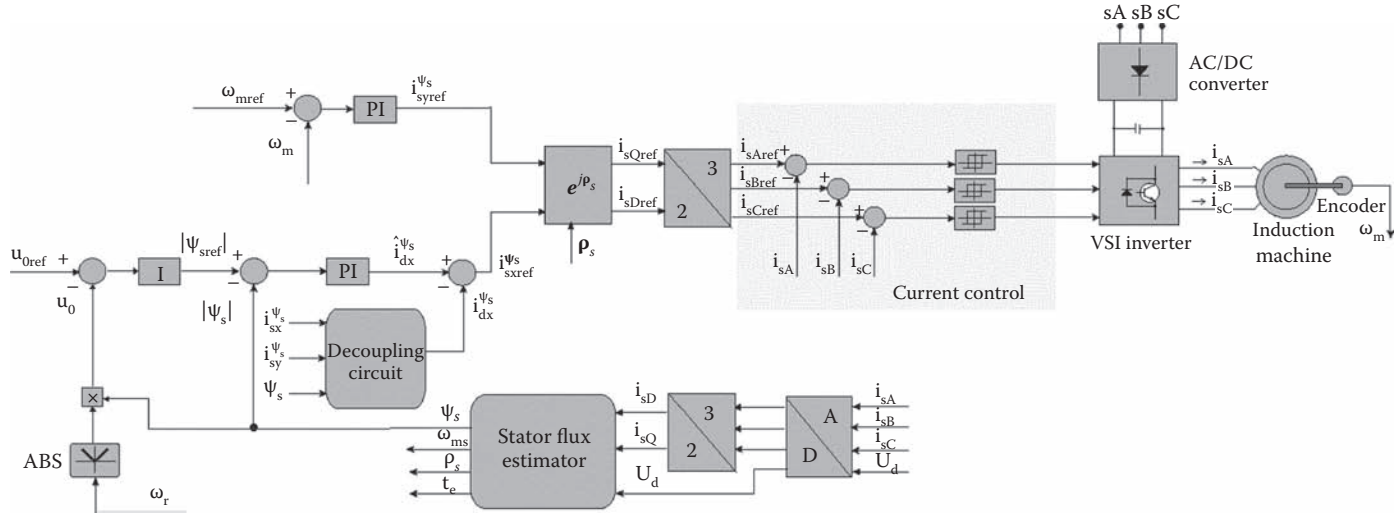 sA sB sC
AC/DC
converter
ω_mref
+
−
ω_m
PI
i_syref^ψs
e^jρ_s
ρ_s
i_sQref
i_sDref
3
2
i_sAref
i_sBref
i_sCref
+
−
+
−
+
−
i_sA
i_sB
i_sC
Current control
VSI inverter
i_sA
i_sB
i_sC
Induction
machine
Encoder
ω_m
u_0ref
+
−
u_0
I
|ψ_sref|
+
−
|ψ_s|
PI
î_dx^ψs
+
−
i_sxref^ψs
i_dx^ψs
i_sx^ψs
i_sy^ψs
ψ_s
Decoupling
circuit
×
ABS
ω_r
ψ_s
ω_ms
ρ_s
t_e
Stator flux
estimator
i_sD
i_sQ
U_d
3
2
A
D
i_sA
i_sB
i_sC
U_d